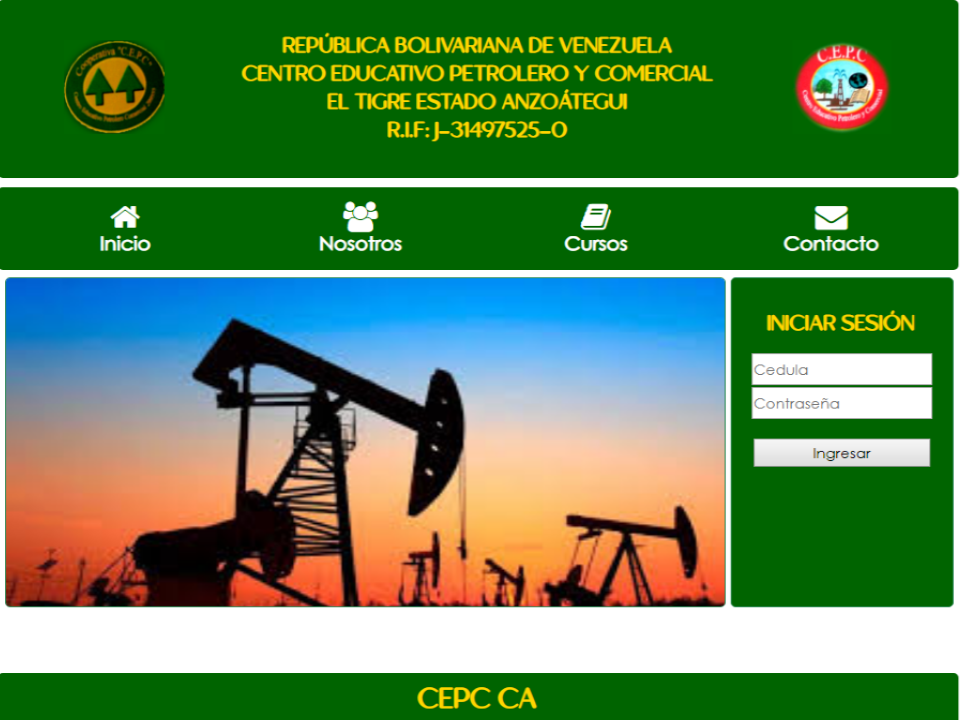 Cooperativa "C.E.P.C"
REPÚBLICA BOLIVARIANA DE VENEZUELA
CENTRO EDUCATIVO PETROLERO Y COMERCIAL
EL TIGRE ESTADO ANZOÁTEGUI
R.I.F: J-31497525-0
C.E.P.C
Centro Educativo Petrolero y Comercial
Inicio
Nosotros
Cursos
Contacto
INICIAR SESIÓN
Cedula
Contraseña
Ingresar
CEPC CA